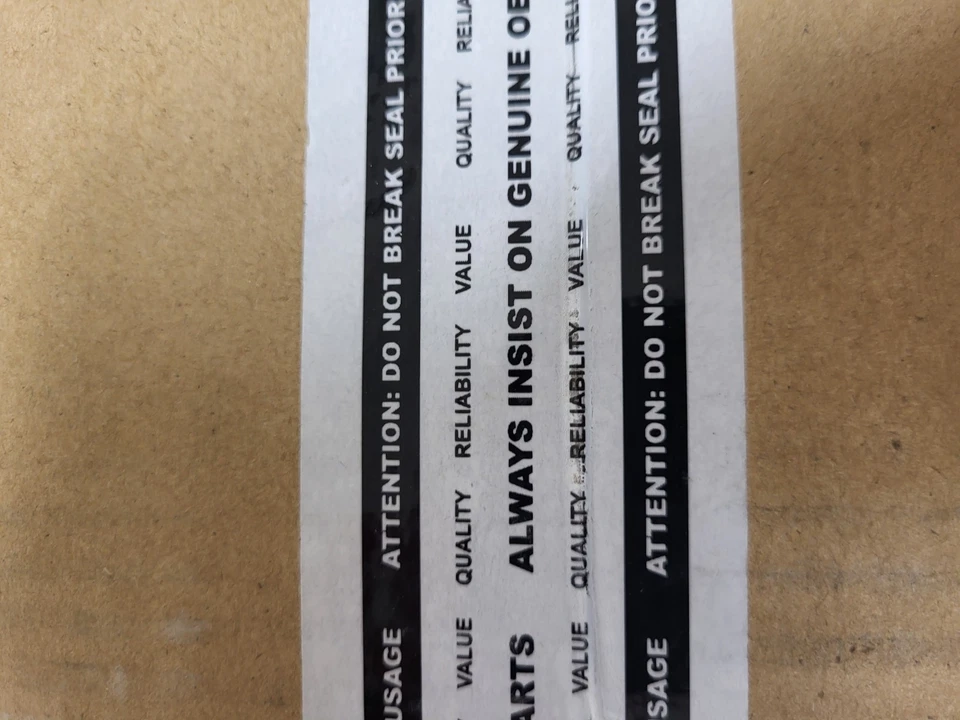 USAGE ATTENTION: DO NOT BREAK SEAL PRIOR
VALUE QUALITY RELIABILITY VALUE QUALITY RELIA
ARTS ALWAYS INSIST ON GENUINE OE
VALUE QUALITY RELIABILITY VALUE QUALITY RELI
SAGE ATTENTION: DO NOT BREAK SEAL PRIO